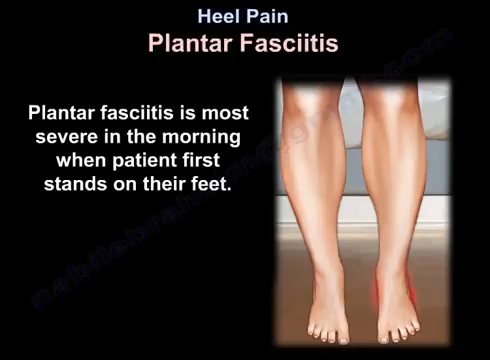 Heel Pain
Plantar Fasciitis
Plantar fasciitis is most
severe in the morning
when patient first
stands on their feet.